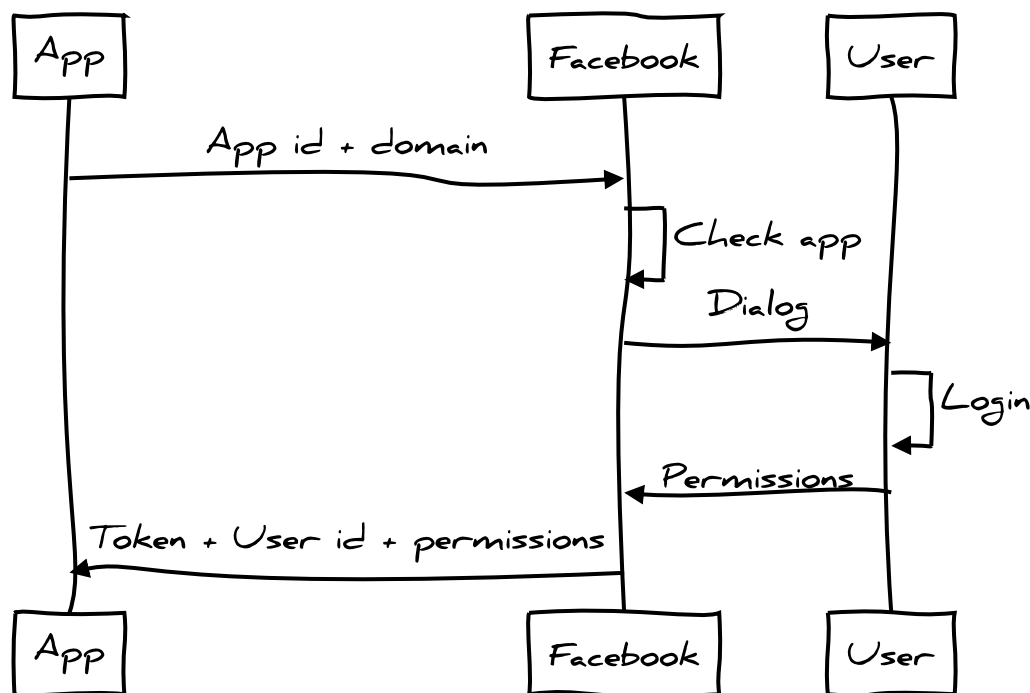 App
Facebook
User
App id + domain
Check app
Dialog
Login
Permissions
Token + User id + permissions
App
Facebook
User